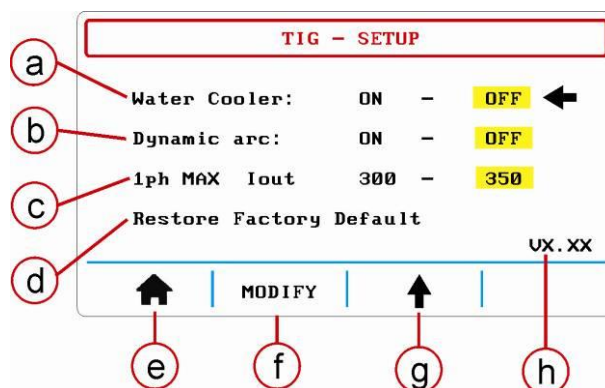 TIG - SETUP
a
Water Cooler: ON - OFF
b
Dynamic arc: ON - OFF
c
1ph MAX Iout 300 - 350
d
Restore Factory Default
VX.XX
MODIFY
e f g h